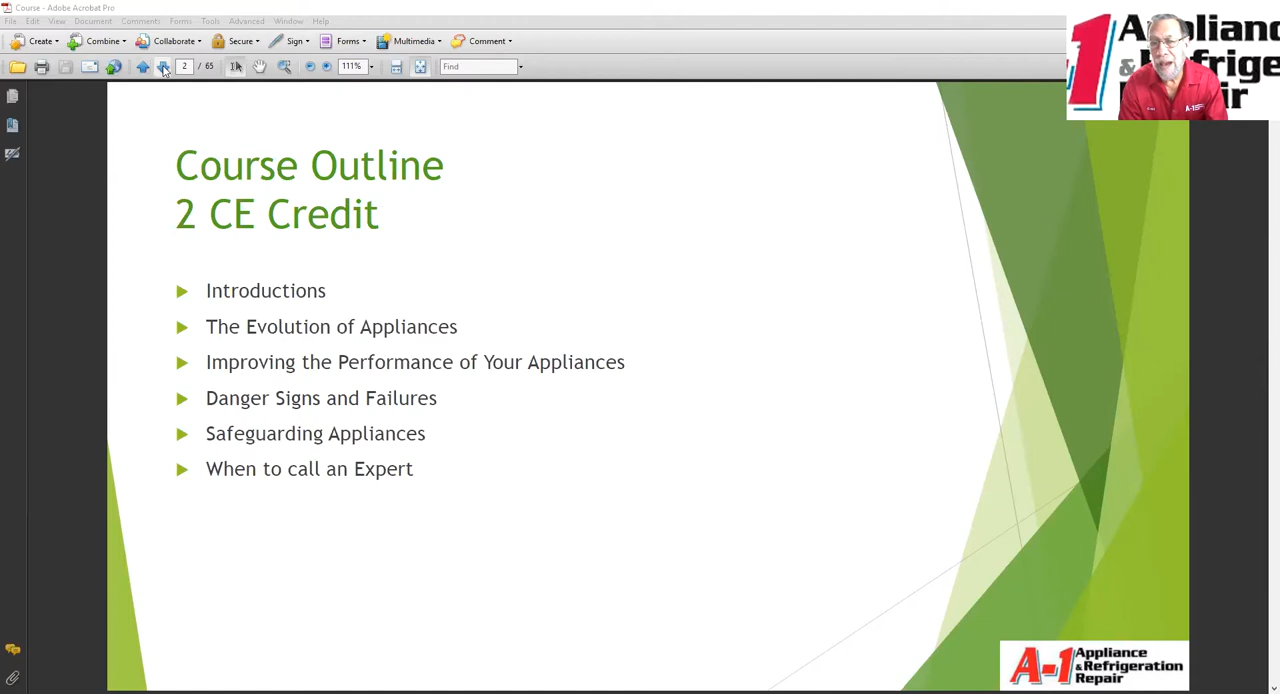 Course - Adobe Acrobat Pro
File Edit View Document Comments Forms Tools Advanced Window Help
Create Combine Collaborate Secure Sign Forms Multimedia Comment
2 / 65 111% Find
Course Outline
2 CE Credit
Introductions
The Evolution of Appliances
Improving the Performance of Your Appliances
Danger Signs and Failures
Safeguarding Appliances
When to call an Expert
A-1 Appliance
& Refrigeration
Repair